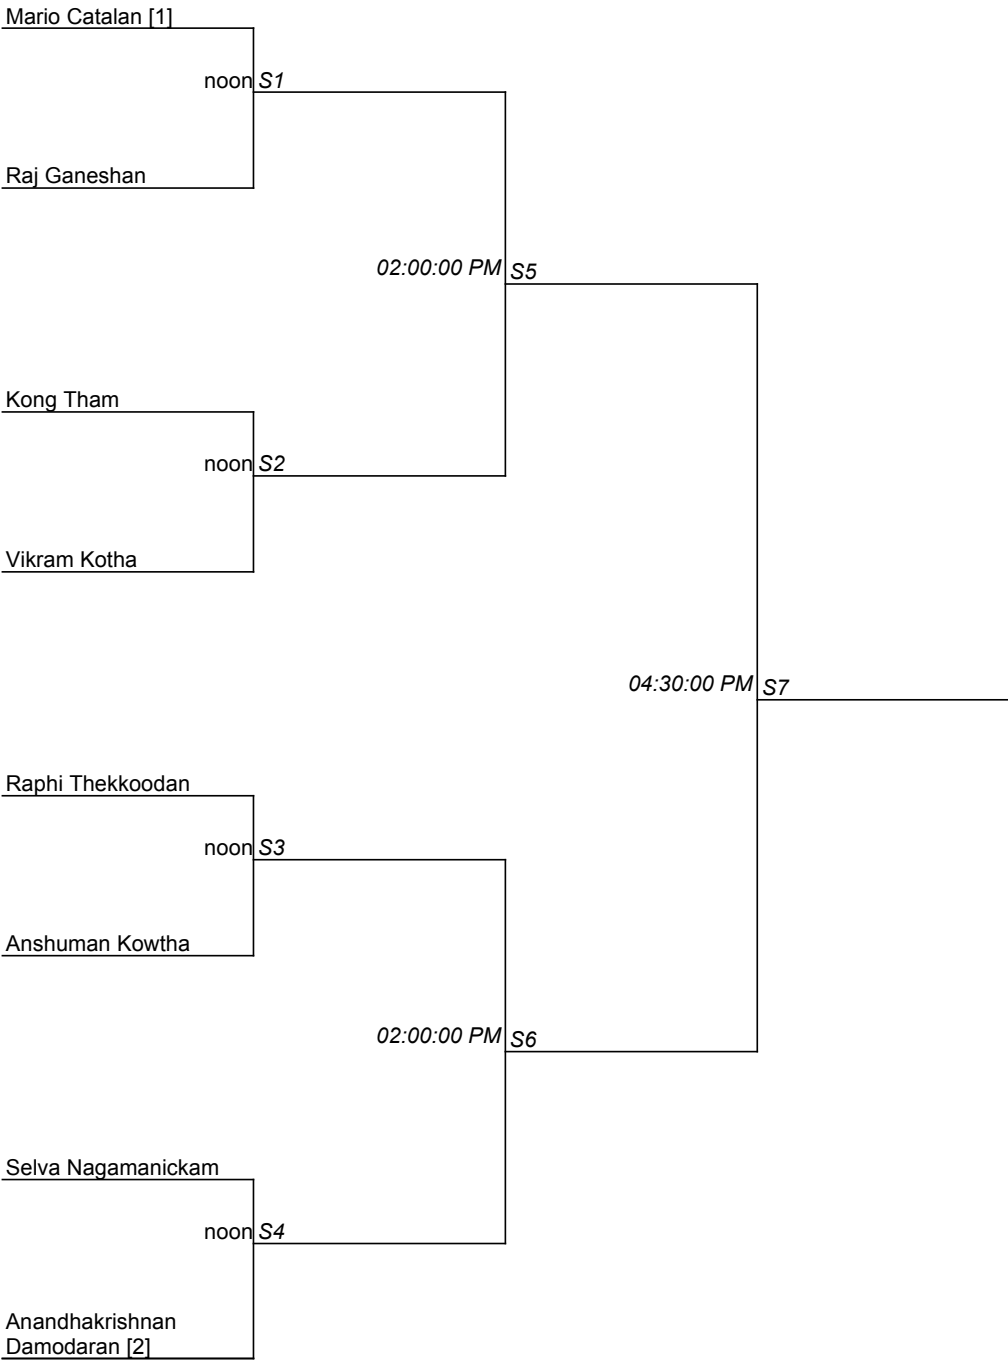 Mario Catalan [1]
noon S1
Raj Ganeshan
02:00:00 PM S5
Kong Tham
noon S2
Vikram Kotha
04:30:00 PM S7
Raphi Thekkoodan
noon S3
Anshuman Kowtha
02:00:00 PM S6
Selva Nagamanickam
noon S4
Anandhakrishnan
Damodaran [2]